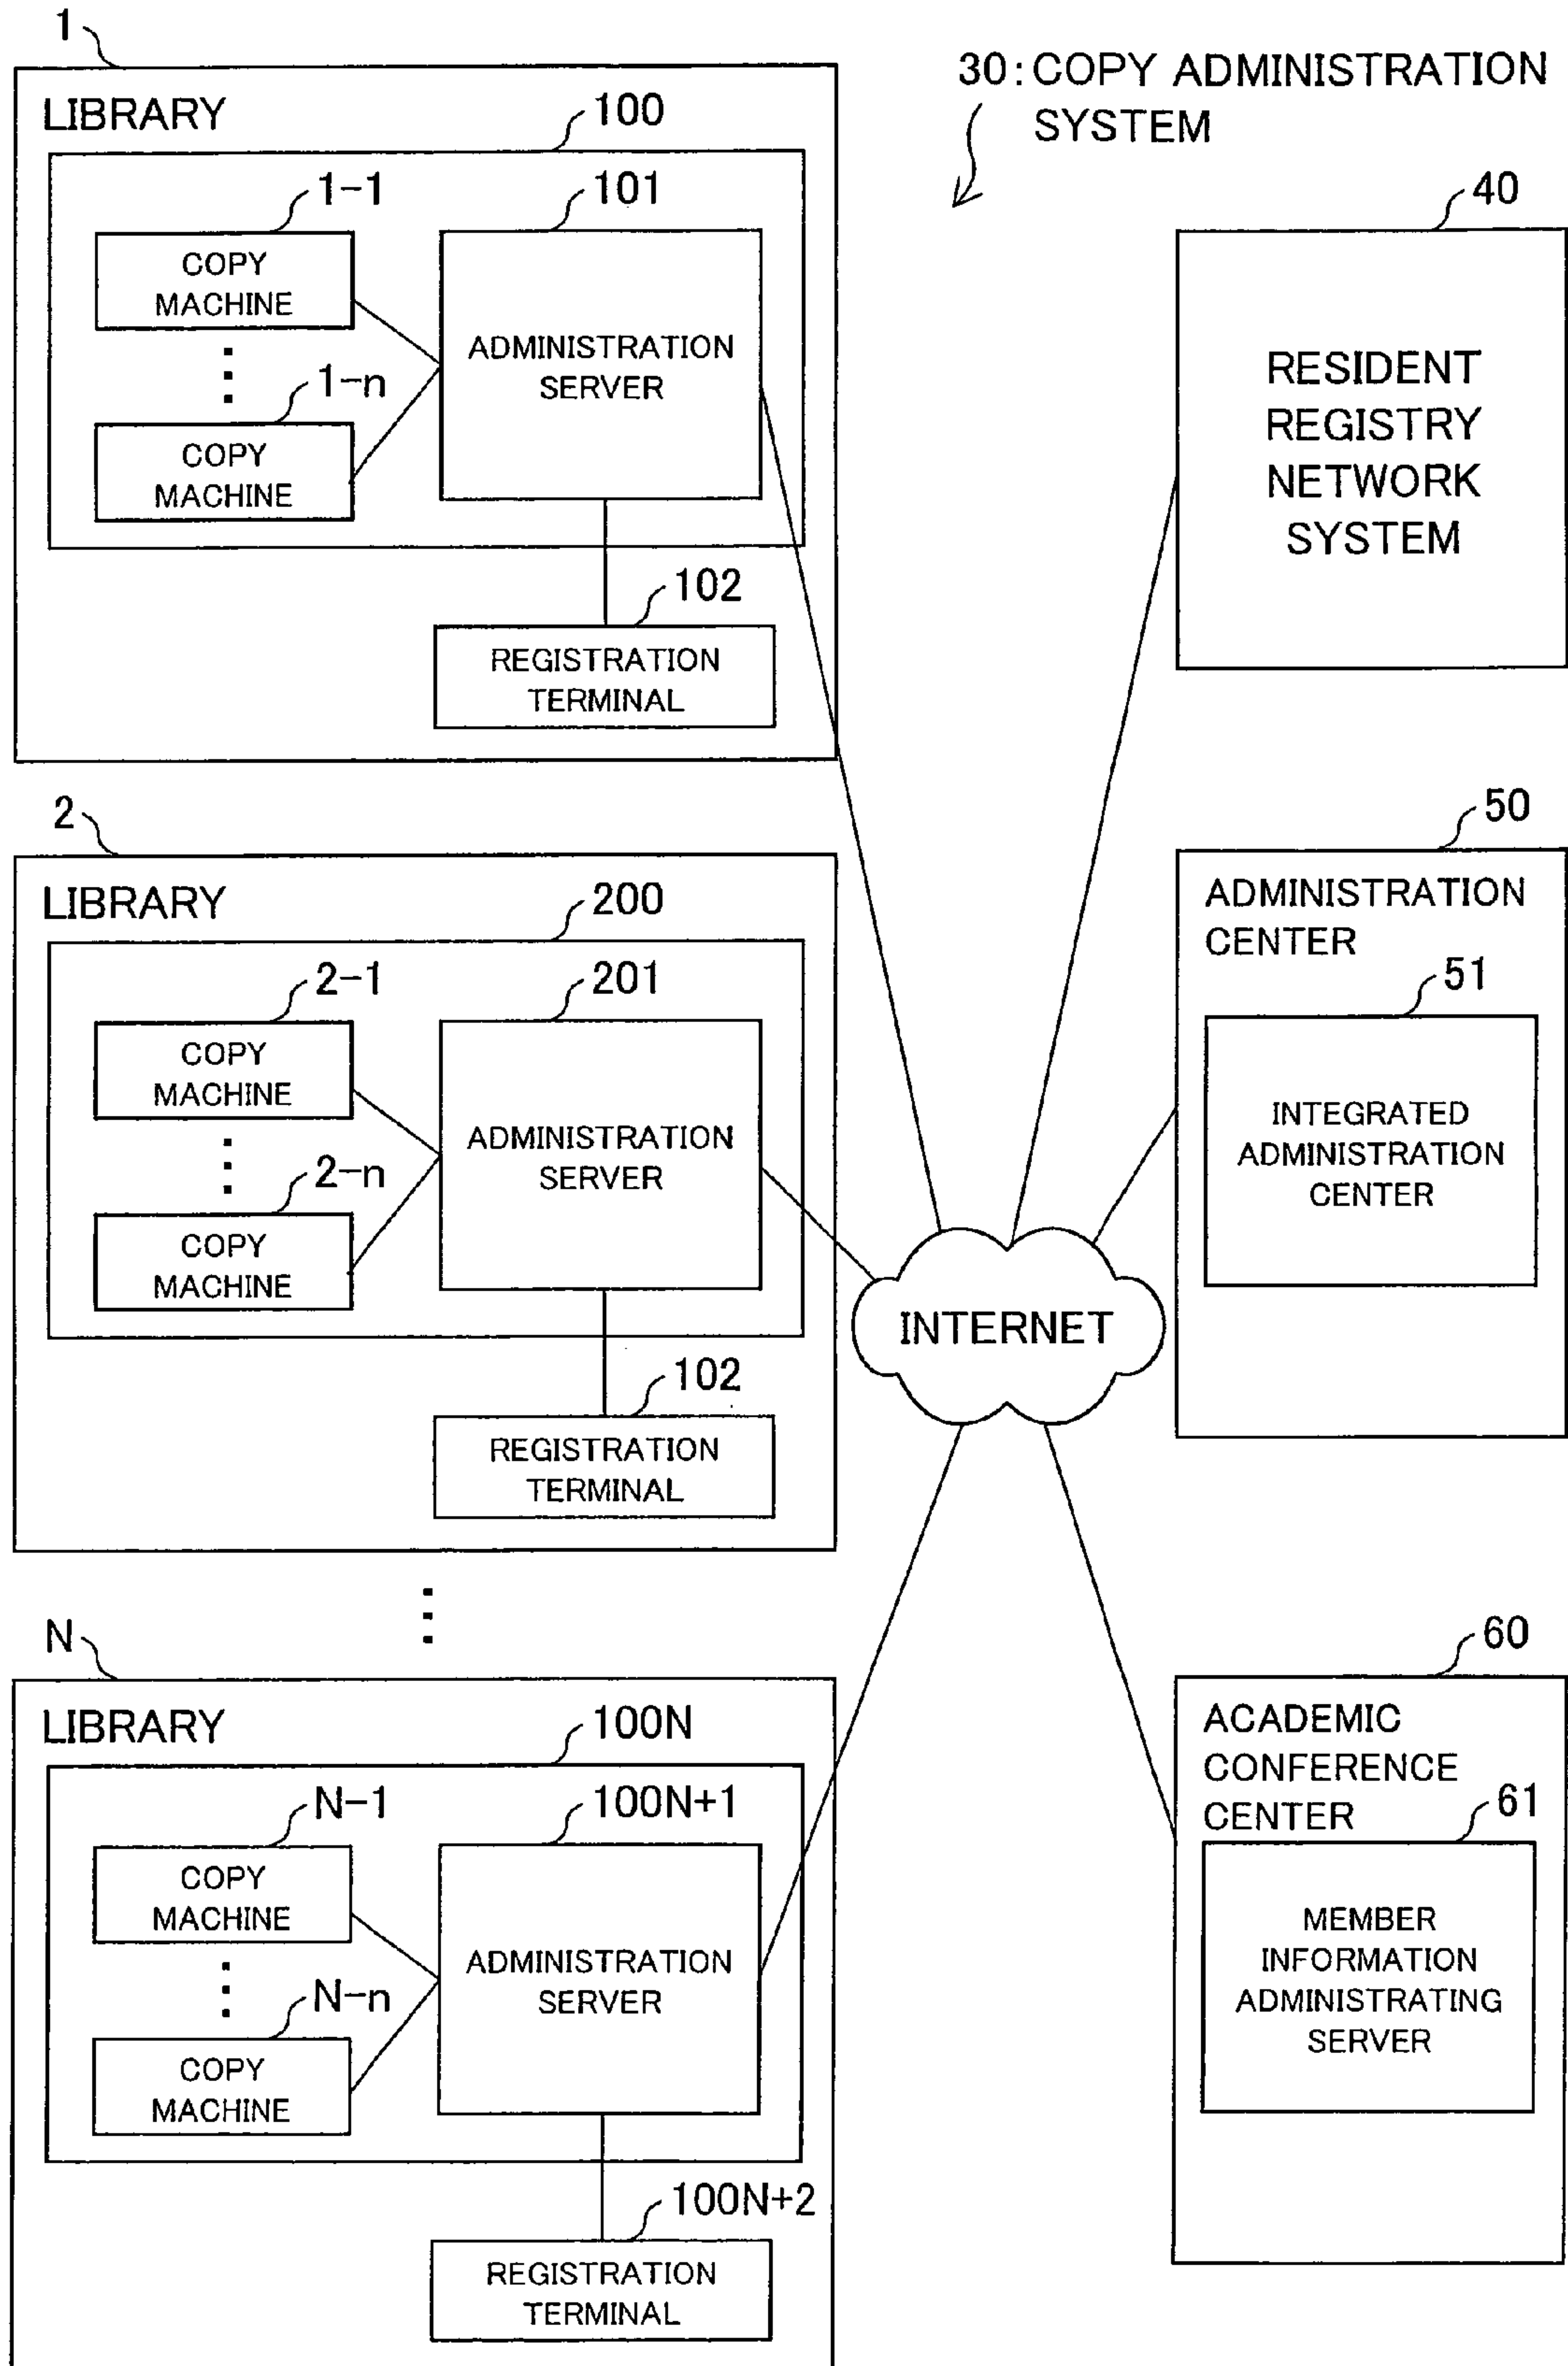 1
LIBRARY
100
1-1
101
COPY
MACHINE
1-n
COPY
MACHINE
ADMINISTRATION
SERVER
102
REGISTRATION
TERMINAL
30: COPY ADMINISTRATION
SYSTEM
40
RESIDENT
REGISTRY
NETWORK
SYSTEM
2
LIBRARY
200
2-1
201
COPY
MACHINE
2-n
COPY
MACHINE
ADMINISTRATION
SERVER
102
REGISTRATION
TERMINAL
50
ADMINISTRATION
CENTER
51
INTEGRATED
ADMINISTRATION
CENTER
INTERNET
N
LIBRARY
100N
N-1
100N+1
COPY
MACHINE
N-n
COPY
MACHINE
ADMINISTRATION
SERVER
100N+2
REGISTRATION
TERMINAL
60
ACADEMIC
CONFERENCE
CENTER
61
MEMBER
INFORMATION
ADMINISTRATING
SERVER